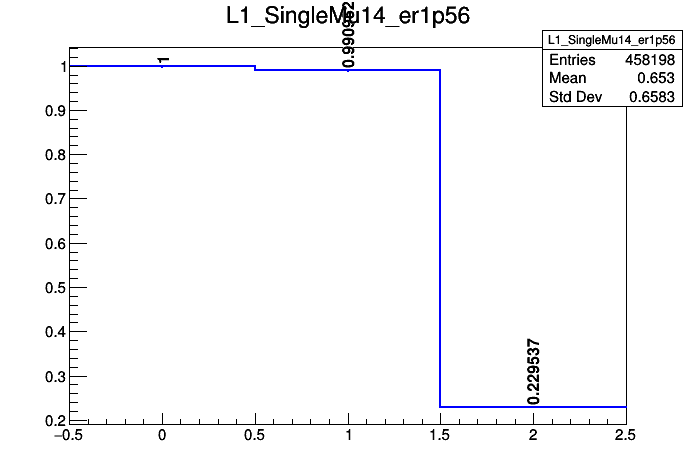 L1_SingleMu14_er1p56
L1_SingleMu14_er1p56
Entries 458198
Mean 0.653
Std Dev 0.6583
1
0.990952
0.229537
1
0.9
0.8
0.7
0.6
0.5
0.4
0.3
0.2
−0.5 0 0.5 1 1.5 2 2.5